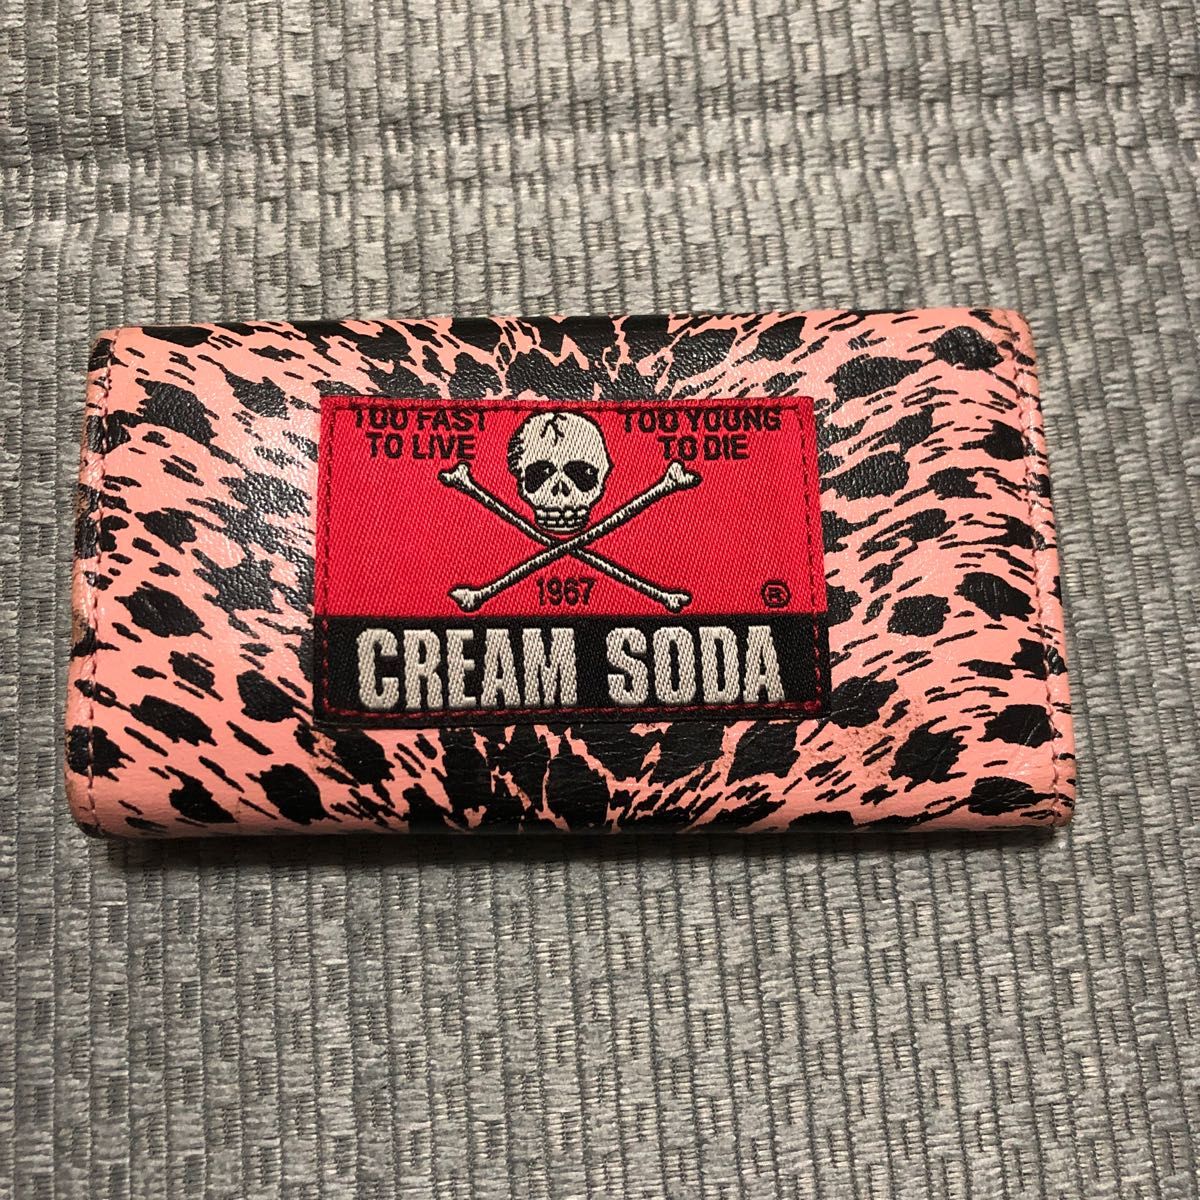 TOO FAST
TO LIVE
TOO YOUNG
TO DIE
1967
®
CREAM SODA